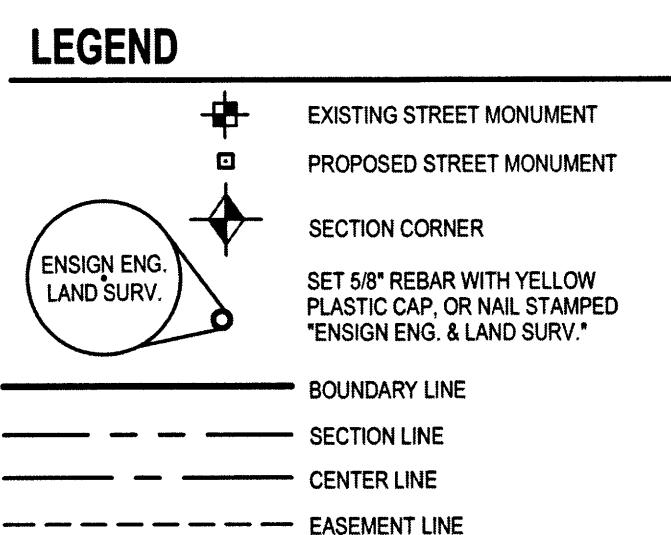 LEGEND
EXISTING STREET MONUMENT
PROPOSED STREET MONUMENT
SECTION CORNER
ENSIGN ENG.
LAND SURV.
SET 5/8" REBAR WITH YELLOW
PLASTIC CAP, OR NAIL STAMPED
"ENSIGN ENG. & LAND SURV."
BOUNDARY LINE
SECTION LINE
CENTER LINE
EASEMENT LINE